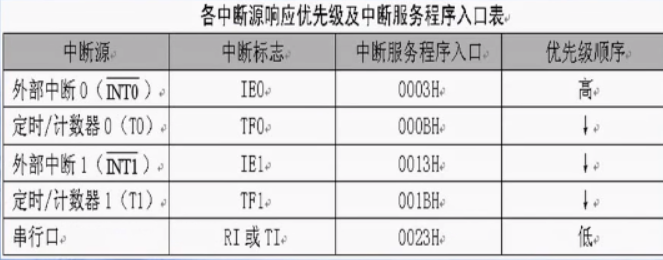 各中断源响应优先级及中断服务程序入口表
中断源 中断标志 中断服务程序入口 优先级顺序
外部中断0（INT0） IE0 0003H 高
定时/计数器0（T0） TF0 000BH ↓
外部中断1（INT1） IE1 0013H ↓
定时/计数器1（T1） TF1 001BH ↓
串行口 RI或TI 0023H 低